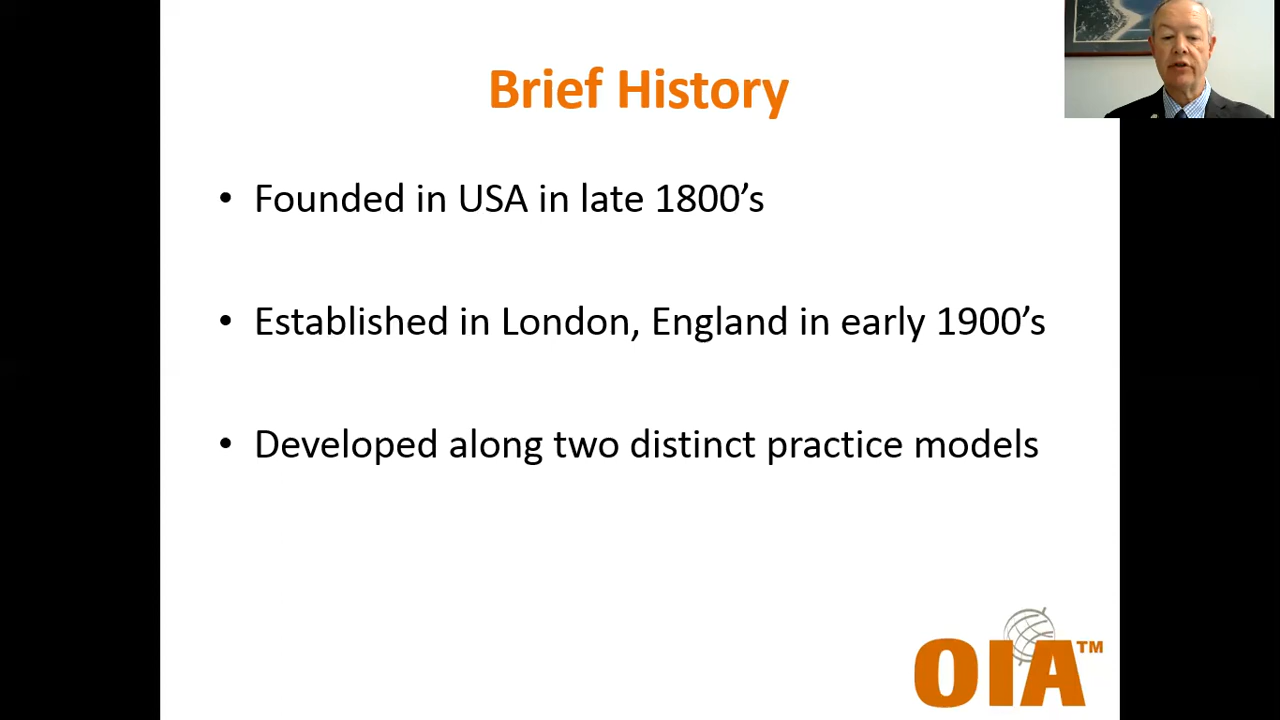 Brief History
• Founded in USA in late 1800’s
• Established in London, England in early 1900’s
• Developed along two distinct practice models
OIA™